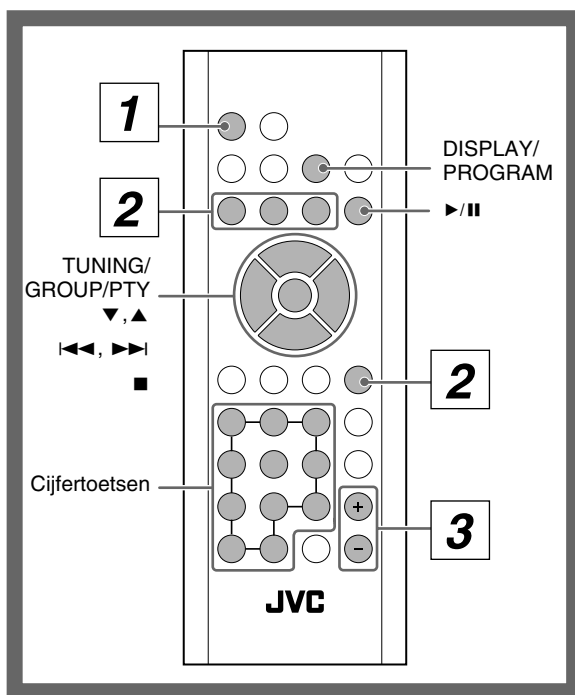 1
DISPLAY/
PROGRAM
2
►/II
TUNING/
GROUP/PTY
▼,▲
I◄◄, ►►I
■
2
Cijfertoetsen
+
3
–
JVC